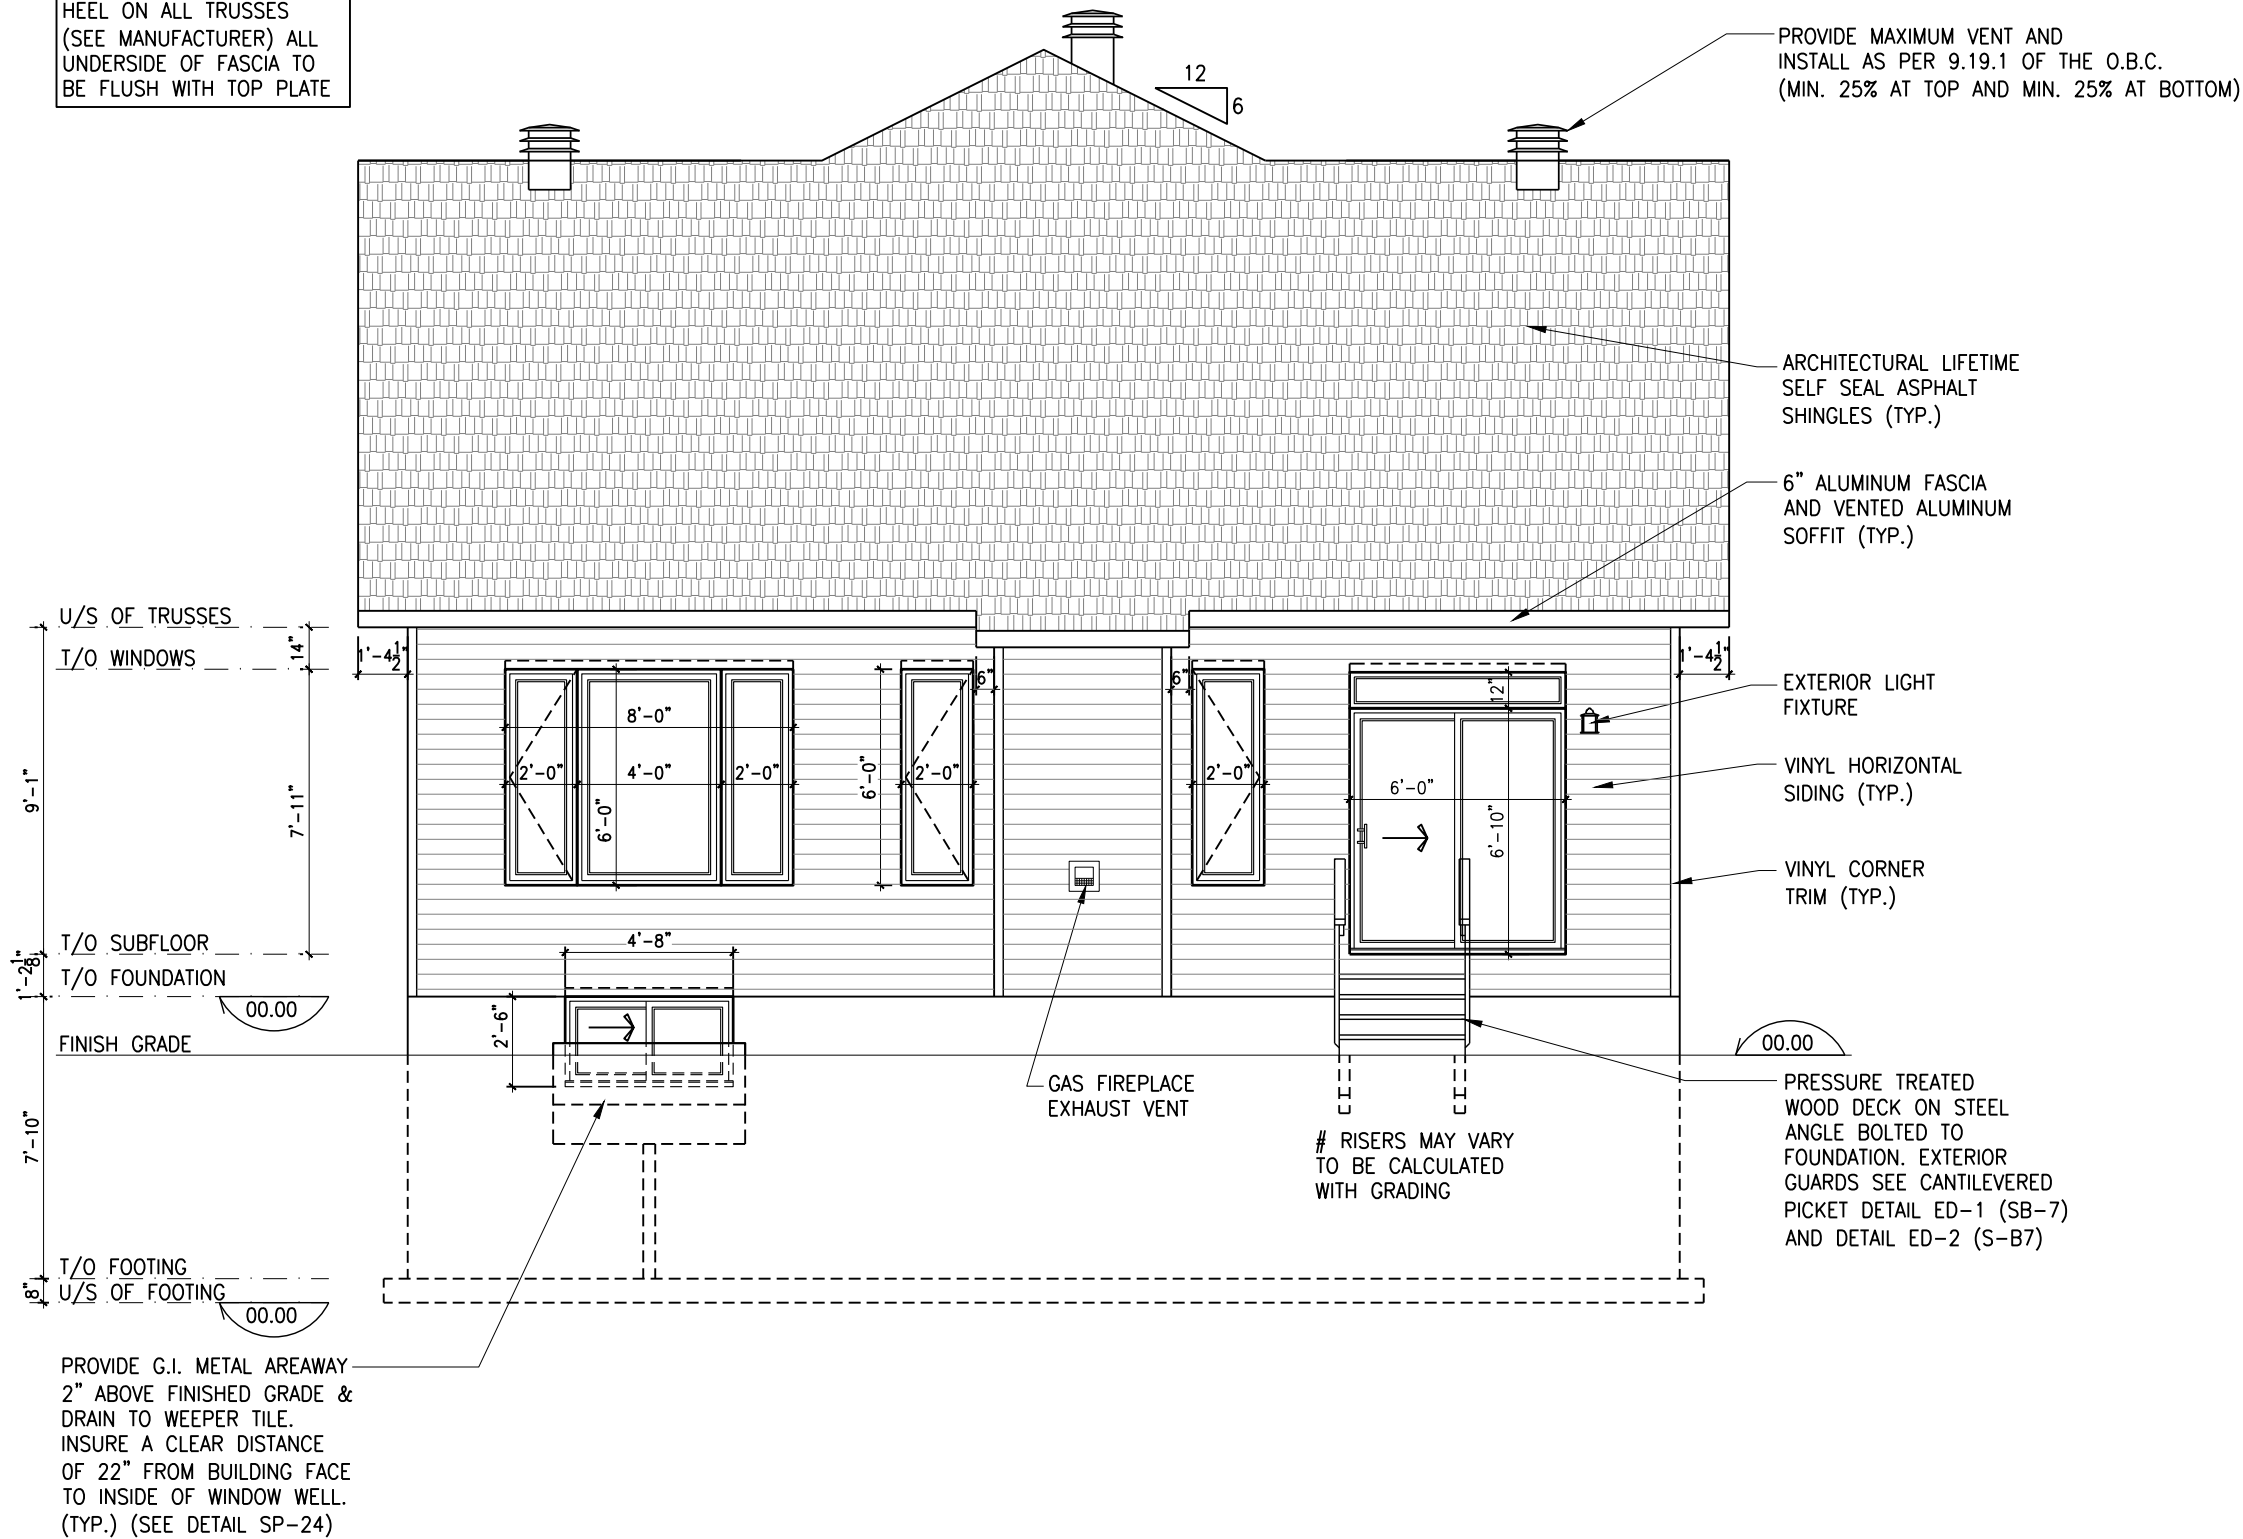 HEEL ON ALL TRUSSES
(SEE MANUFACTURER) ALL
UNDERSIDE OF FASCIA TO
BE FLUSH WITH TOP PLATE
12
6
PROVIDE MAXIMUM VENT AND
INSTALL AS PER 9.19.1 OF THE O.B.C.
(MIN. 25% AT TOP AND MIN. 25% AT BOTTOM)
ARCHITECTURAL LIFETIME
SELF SEAL ASPHALT
SHINGLES (TYP.)
6" ALUMINUM FASCIA
AND VENTED ALUMINUM
SOFFIT (TYP.)
U/S OF TRUSSES
14"
1'-4½"
1'-4½"
T/O WINDOWS
6"
6"
12"
EXTERIOR LIGHT
FIXTURE
8'-0"
2'-0"
4'-0"
2'-0"
6'-0"
6'-0"
2'-0"
2'-0"
6'-0"
6'-10"
VINYL HORIZONTAL
SIDING (TYP.)
9'-1"
7'-11"
VINYL CORNER
TRIM (TYP.)
T/O SUBFLOOR
4'-8"
1'-2⅛"
T/O FOUNDATION
00.00
2'-6"
FINISH GRADE
00.00
GAS FIREPLACE
EXHAUST VENT
# RISERS MAY VARY
TO BE CALCULATED
WITH GRADING
PRESSURE TREATED
WOOD DECK ON STEEL
ANGLE BOLTED TO
FOUNDATION. EXTERIOR
GUARDS SEE CANTILEVERED
PICKET DETAIL ED-1 (SB-7)
AND DETAIL ED-2 (S-B7)
7'-10"
T/O FOOTING
8"
U/S OF FOOTING
00.00
PROVIDE G.I. METAL AREAWAY
2" ABOVE FINISHED GRADE &
DRAIN TO WEEPER TILE.
INSURE A CLEAR DISTANCE
OF 22" FROM BUILDING FACE
TO INSIDE OF WINDOW WELL.
(TYP.) (SEE DETAIL SP-24)